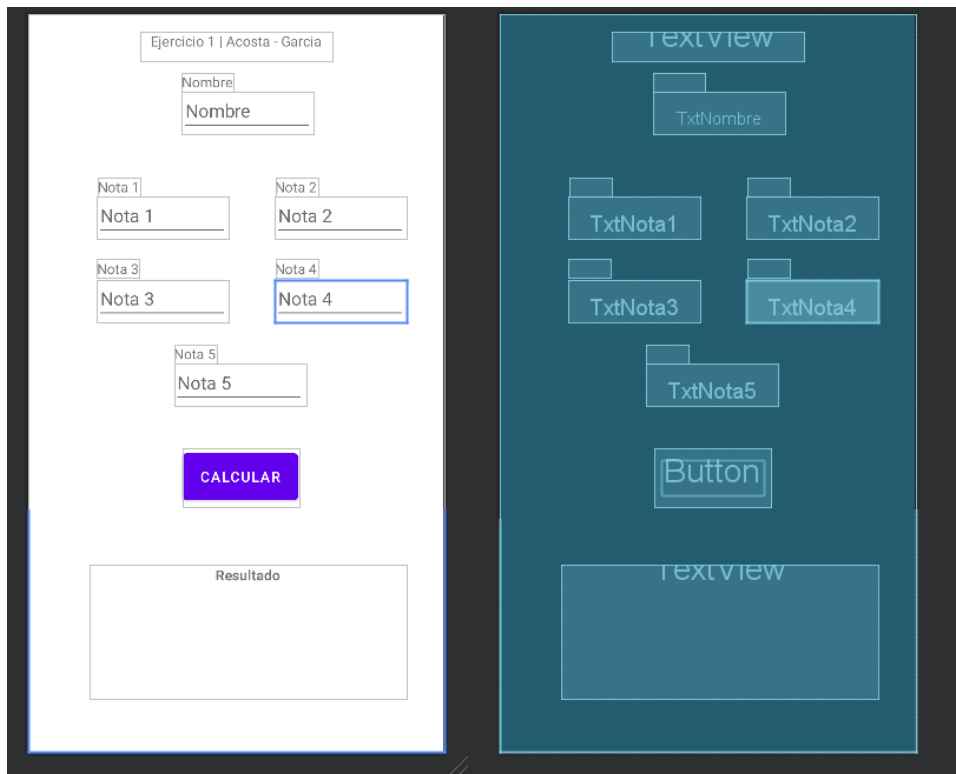 Ejercicio 1 | Acosta - Garcia
Nombre
Nombre
Nota 1
Nota 2
Nota 1
Nota 2
Nota 3
Nota 4
Nota 3
Nota 4
Nota 5
Nota 5
CALCULAR
Resultado
TextView
TxtNombre
TxtNota1
TxtNota2
TxtNota3
TxtNota4
TxtNota5
Button
TextView